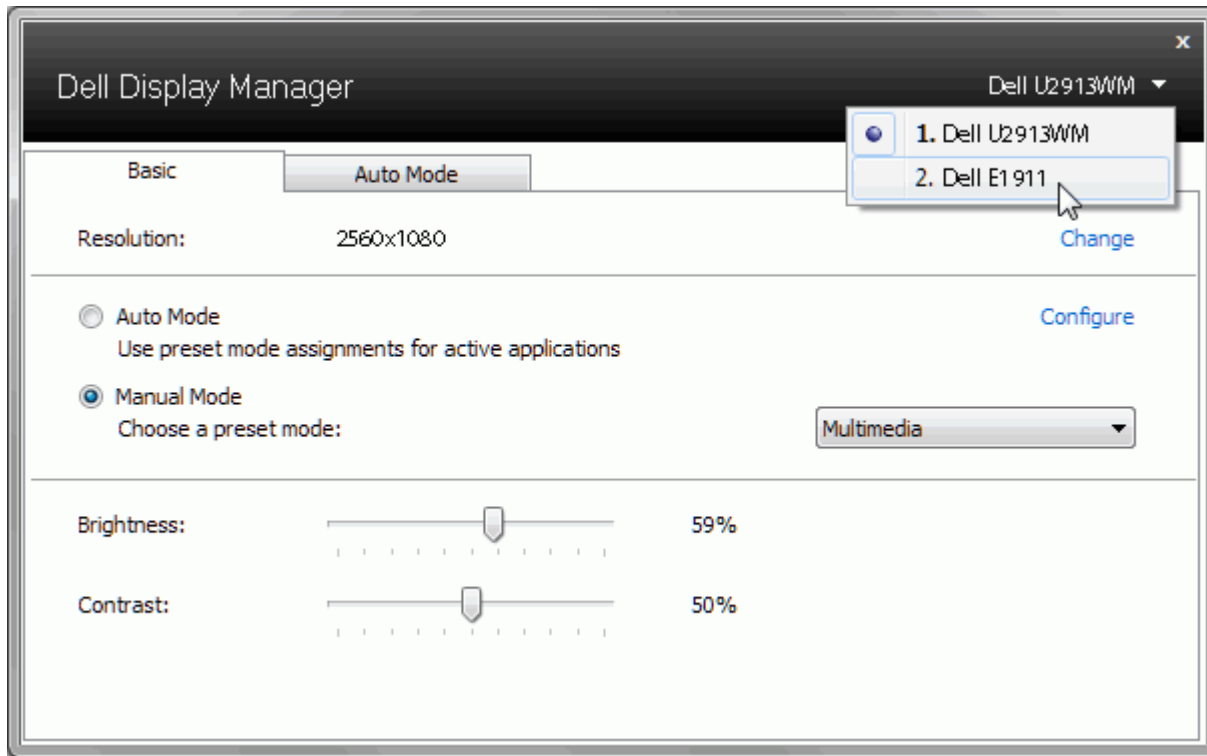 x
Dell Display Manager
Dell U2913WM
1. Dell U2913WM
2. Dell E1911
Basic
Auto Mode
Resolution:
2560x1080
Change
Auto Mode
Configure
Use preset mode assignments for active applications
Manual Mode
Choose a preset mode:
Multimedia
Brightness:
59%
Contrast:
50%